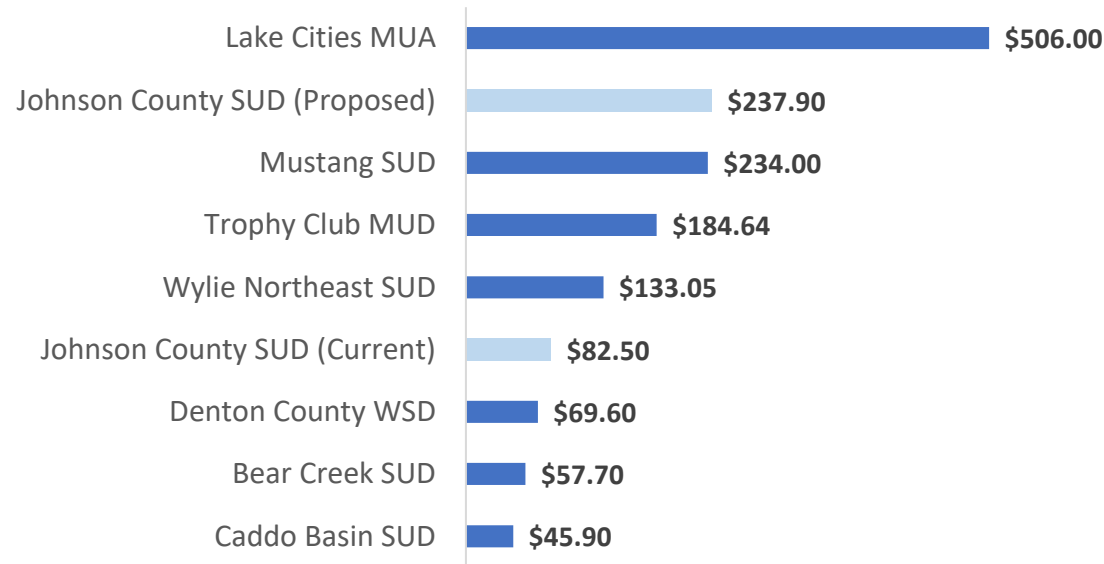 Lake Cities MUA $506.00
Johnson County SUD (Proposed) $237.90
Mustang SUD $234.00
Trophy Club MUD $184.64
Wylie Northeast SUD $133.05
Johnson County SUD (Current) $82.50
Denton County WSD $69.60
Bear Creek SUD $57.70
Caddo Basin SUD $45.90